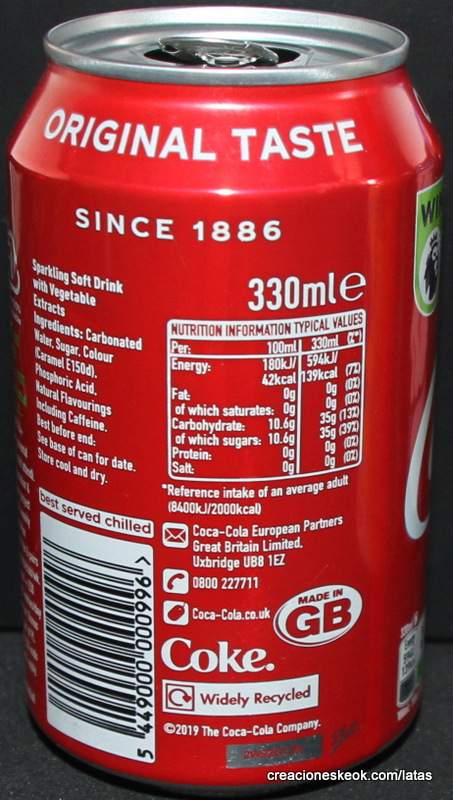 ORIGINAL TASTE
SINCE 1886
Sparkling Soft Drink
with Vegetable
Extracts
Ingredients: Carbonated
Water, Sugar, Colour
(Caramel E150d),
Phosphoric Acid,
Natural Flavourings
Including Caffeine.
Best before end:
See base of can for date.
Store cool and dry.
best served chilled
5 449000 000996 >
330ml e
NUTRITION INFORMATION TYPICAL VALUES
Per: 100ml 330ml (%*)
Energy: 180kJ/ 594kJ/
42kcal 139kcal (7%)
Fat: 0g 0g (0%)
of which saturates: 0g 0g (0%)
Carbohydrate: 10.6g 35g (13%)
of which sugars: 10.6g 35g (39%)
Protein: 0g 0g (0%)
Salt: 0g 0g (0%)
*Reference intake of an average adult
(8400kJ/2000kcal)
Coca-Cola European Partners
Great Britain Limited,
Uxbridge UB8 1EZ
0800 227711
Coca-Cola.co.uk
MADE IN
GB
Coke.
Widely Recycled
©2019 The Coca-Cola Company.
creacioneskeok.com/latas